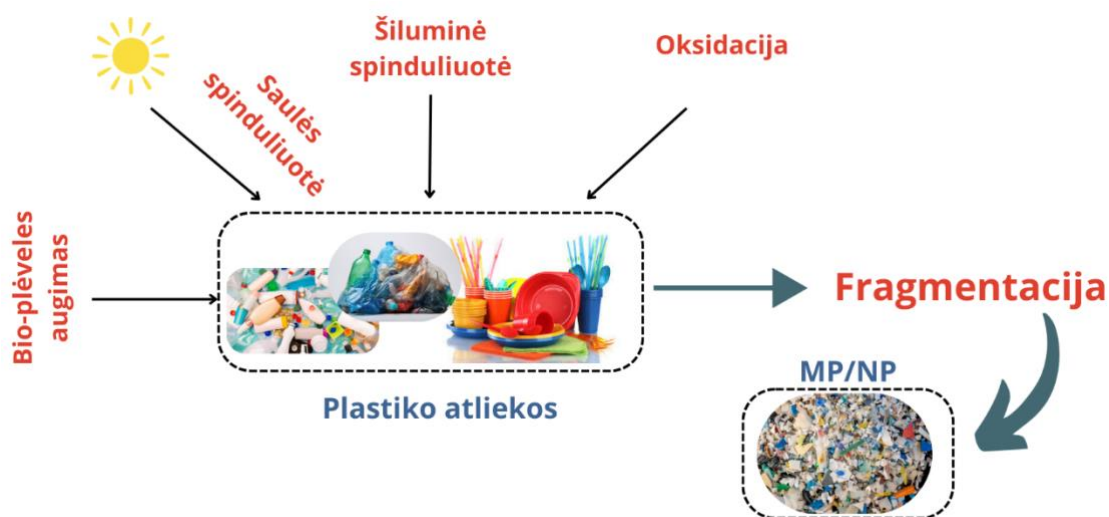 Šiluminė
spinduliuotė
Oksidacija
Saulės
spinduliuotė
Bio-plėveles
augimas
Fragmentacija
MP/NP
Plastiko atliekos